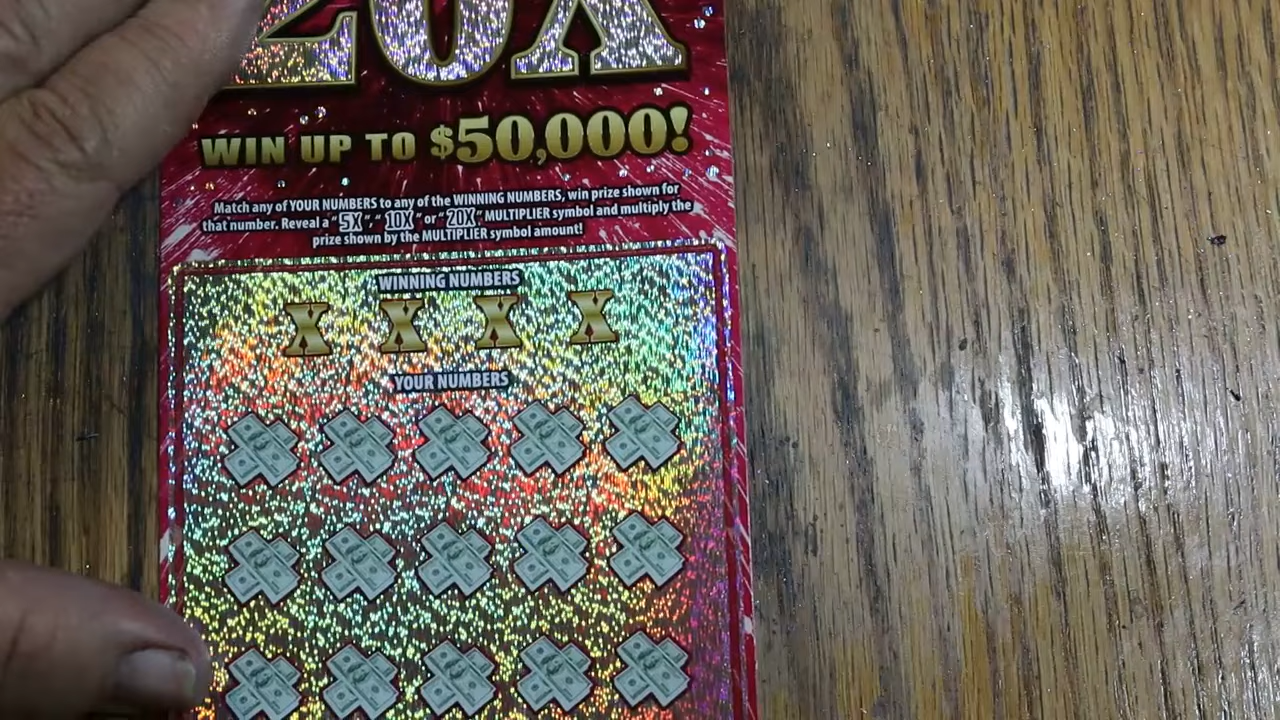 20X
WIN UP TO $50,000!
Match any of YOUR NUMBERS to any of the WINNING NUMBERS, win prize shown for
that number. Reveal a "5X", "10X" or "20X" MULTIPLIER symbol and multiply the
prize shown by the MULTIPLIER symbol amount!
WINNING NUMBERS
X X X X
YOUR NUMBERS